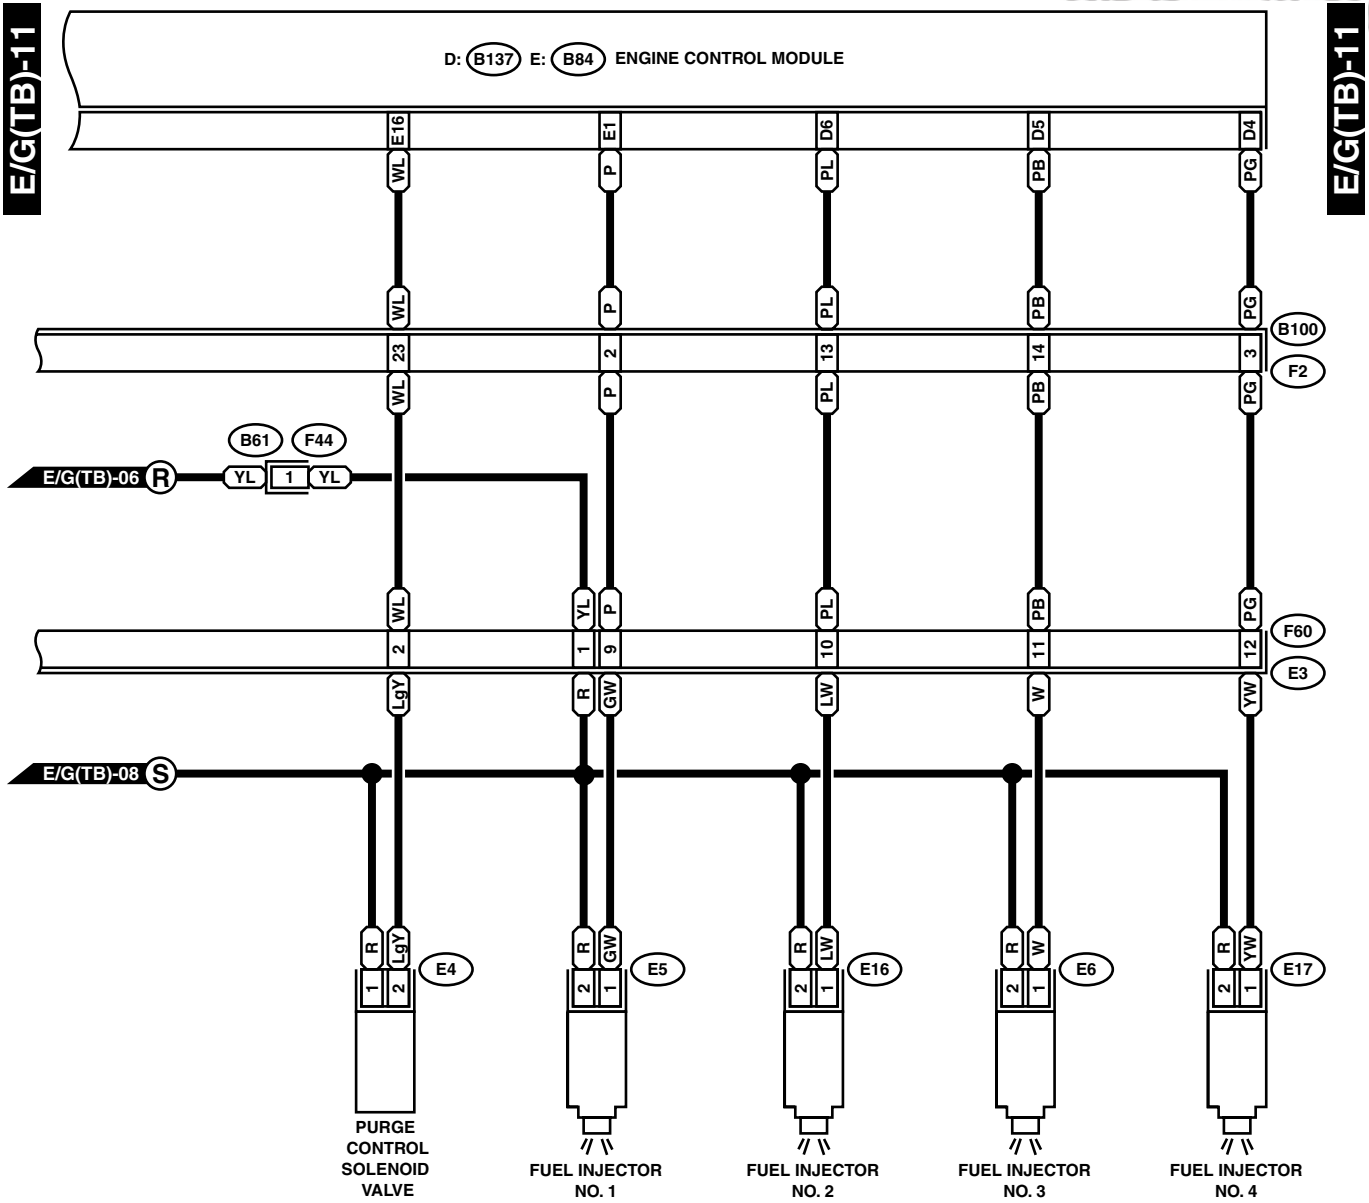 E/G(TB)-11
E/G(TB)-11
D: B137 E: B84 ENGINE CONTROL MODULE
E16 E1 D6 D5 D4
WL P PL PB PG
WL P PL PB PG
B100
23 2 13 14 3
F2
WL P PL PB PG
B61 F44
E/G(TB)-06 R YL 1 YL
WL YL P PL PB PG
F60
2 1 9 10 11 12
E3
LgY R GW LW W YW
E/G(TB)-08 S
R LgY R GW R LW R W R YW
E4 E5 E16 E6 E17
1 2 2 1 2 1 2 1 2 1
PURGE
CONTROL
SOLENOID
VALVE
FUEL INJECTOR
NO. 1
FUEL INJECTOR
NO. 2
FUEL INJECTOR
NO. 3
FUEL INJECTOR
NO. 4